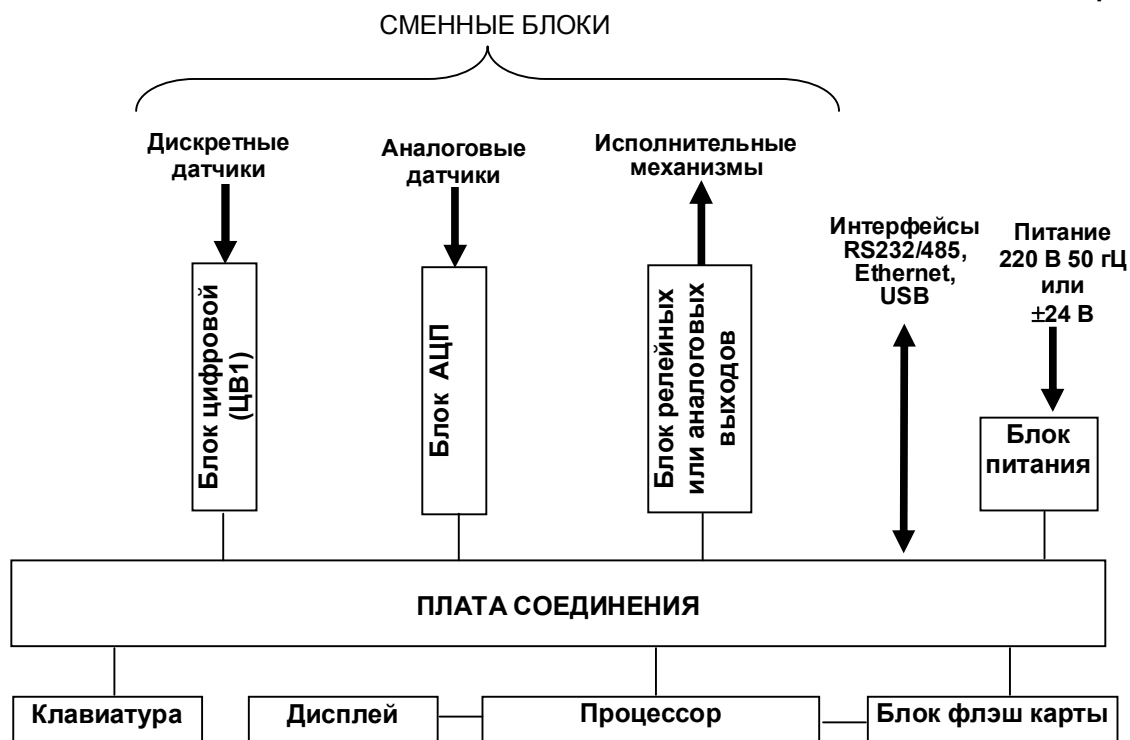 СМЕННЫЕ БЛОКИ
Дискретные
датчики
Аналоговые
датчики
Исполнительные
механизмы
Интерфейсы
RS232/485,
Ethernet,
USB
Питание
220 В 50 гЦ
или
±24 В
Блок цифровой
(ЦВ1)
Блок АЦП
Блок релейных
или аналоговых
выходов
Блок
питания
ПЛАТА СОЕДИНЕНИЯ
Клавиатура
Дисплей
Процессор
Блок флэш карты